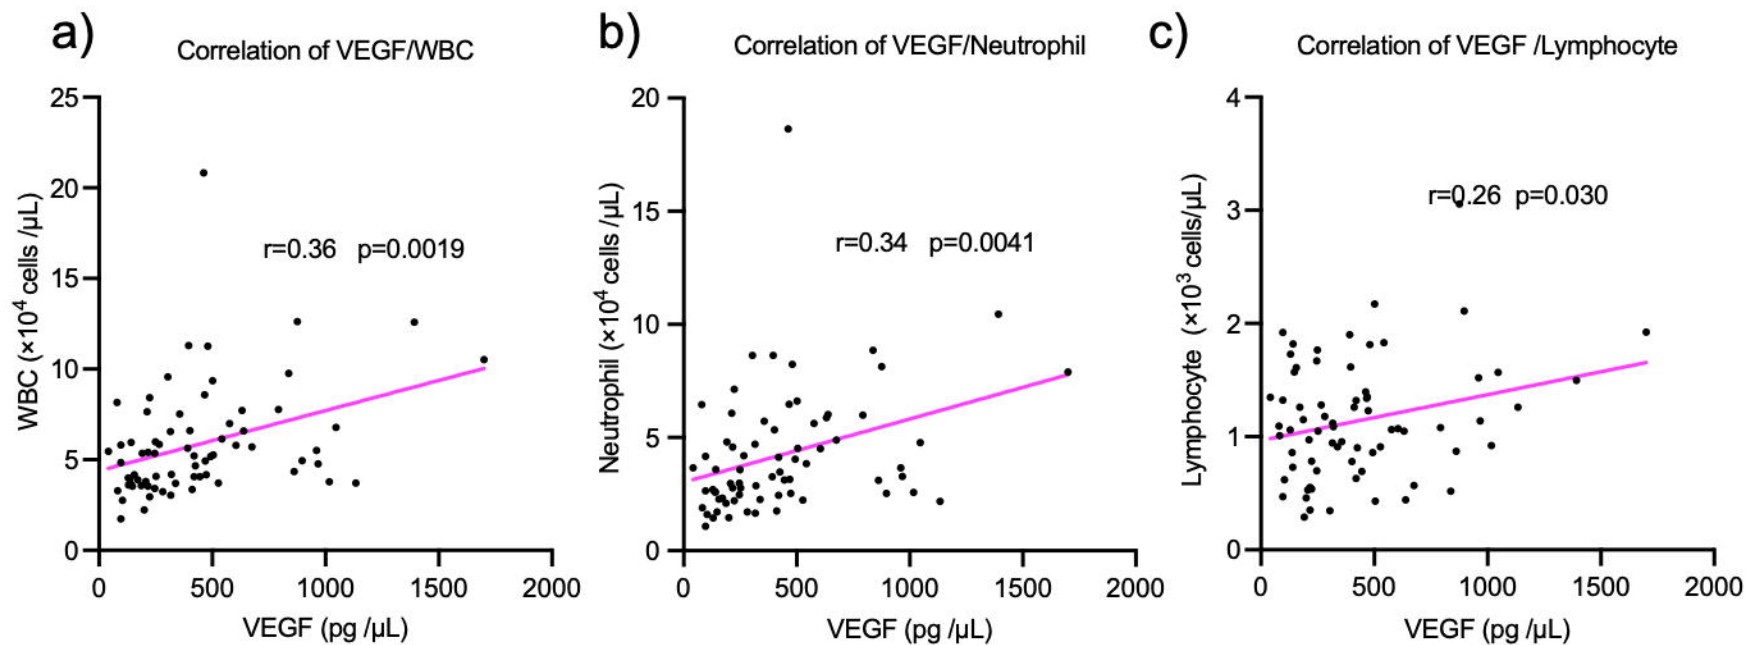 a)
Correlation of VEGF/WBC
WBC (×10⁴ cells /µL)
25
20
15
10
5
0
r=0.36 p=0.0019
0 500 1000 1500 2000
VEGF (pg /µL)
b)
Correlation of VEGF/Neutrophil
Neutrophil (×10⁴ cells /µL)
20
15
10
5
0
r=0.34 p=0.0041
0 500 1000 1500 2000
VEGF (pg /µL)
c)
Correlation of VEGF /Lymphocyte
Lymphocyte (×10³ cells/µL)
4
3
2
1
0
r=0.26 p=0.030
0 500 1000 1500 2000
VEGF (pg /µL)